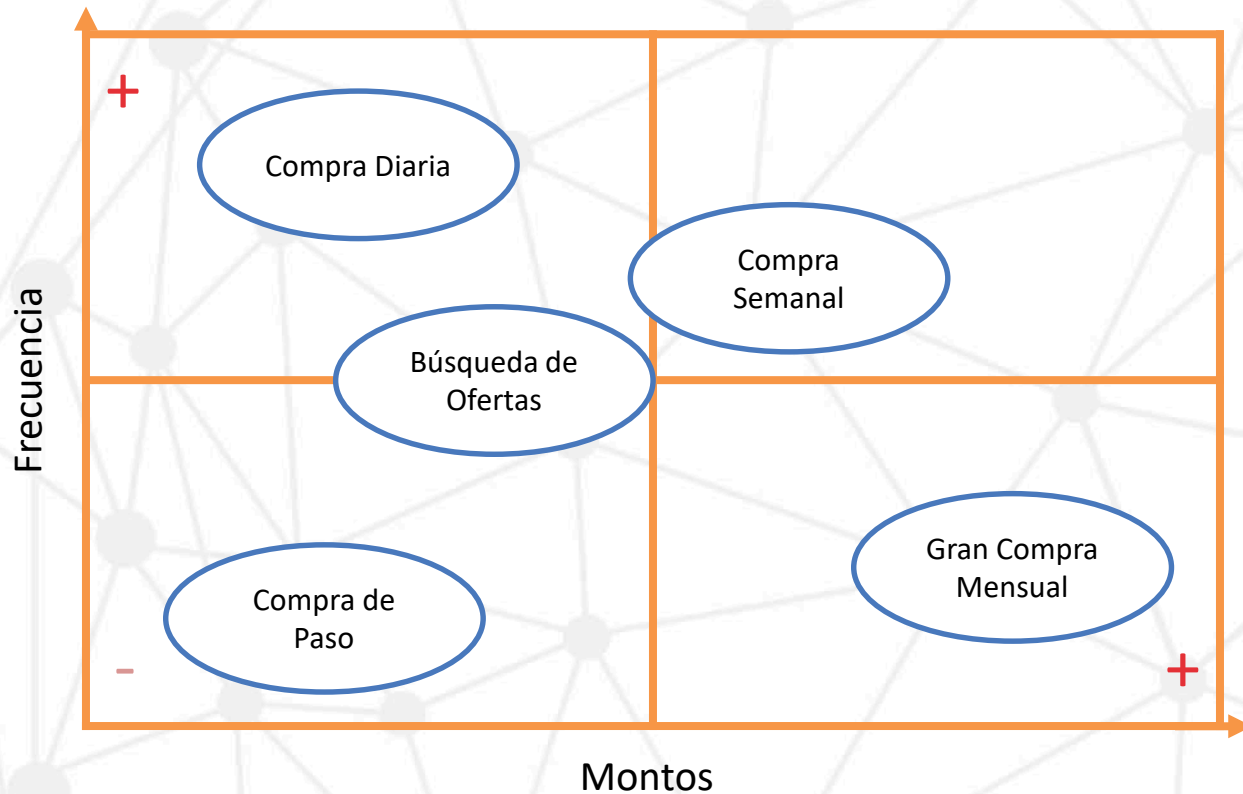 +
Compra Diaria
Compra
Semanal
Frecuencia
Búsqueda de
Ofertas
Gran Compra
Mensual
Compra de
Paso
-
+
Montos